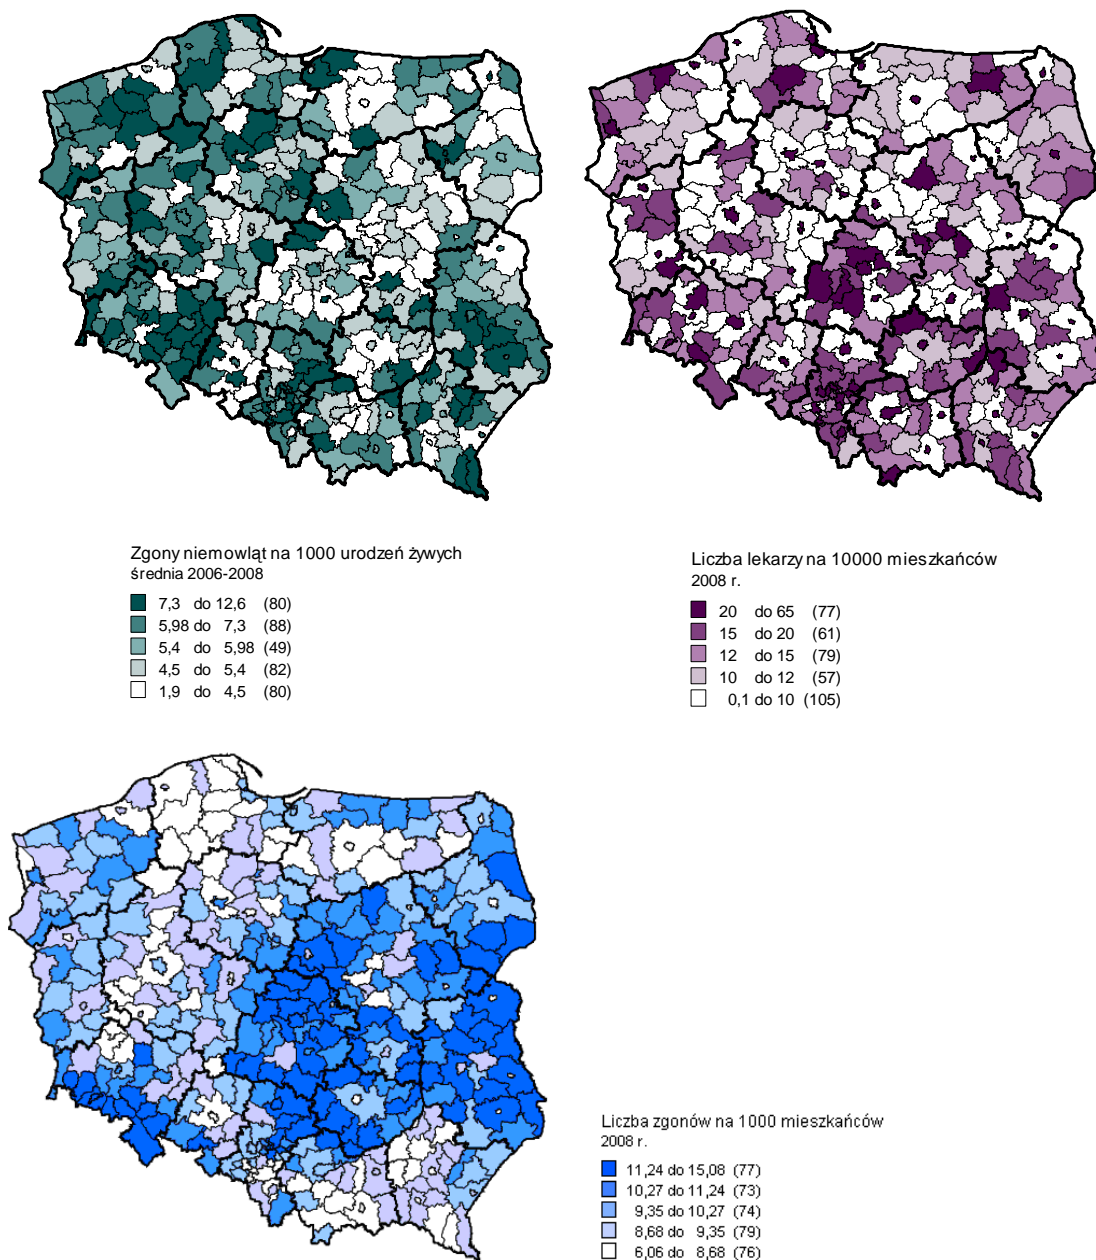 Zgony niemowląt na 1000 urodzeń żywych
średnia 2006-2008
7,3 do 12,6 (80)
5,98 do 7,3 (88)
5,4 do 5,98 (49)
4,5 do 5,4 (82)
1,9 do 4,5 (80)
Liczba lekarzy na 10000 mieszkańców
2008 r.
20 do 65 (77)
15 do 20 (61)
12 do 15 (79)
10 do 12 (57)
0,1 do 10 (105)
Liczba zgonów na 1000 mieszkańców
2008 r.
11,24 do 15,08 (77)
10,27 do 11,24 (73)
9,35 do 10,27 (74)
8,68 do 9,35 (79)
6,06 do 8,68 (76)